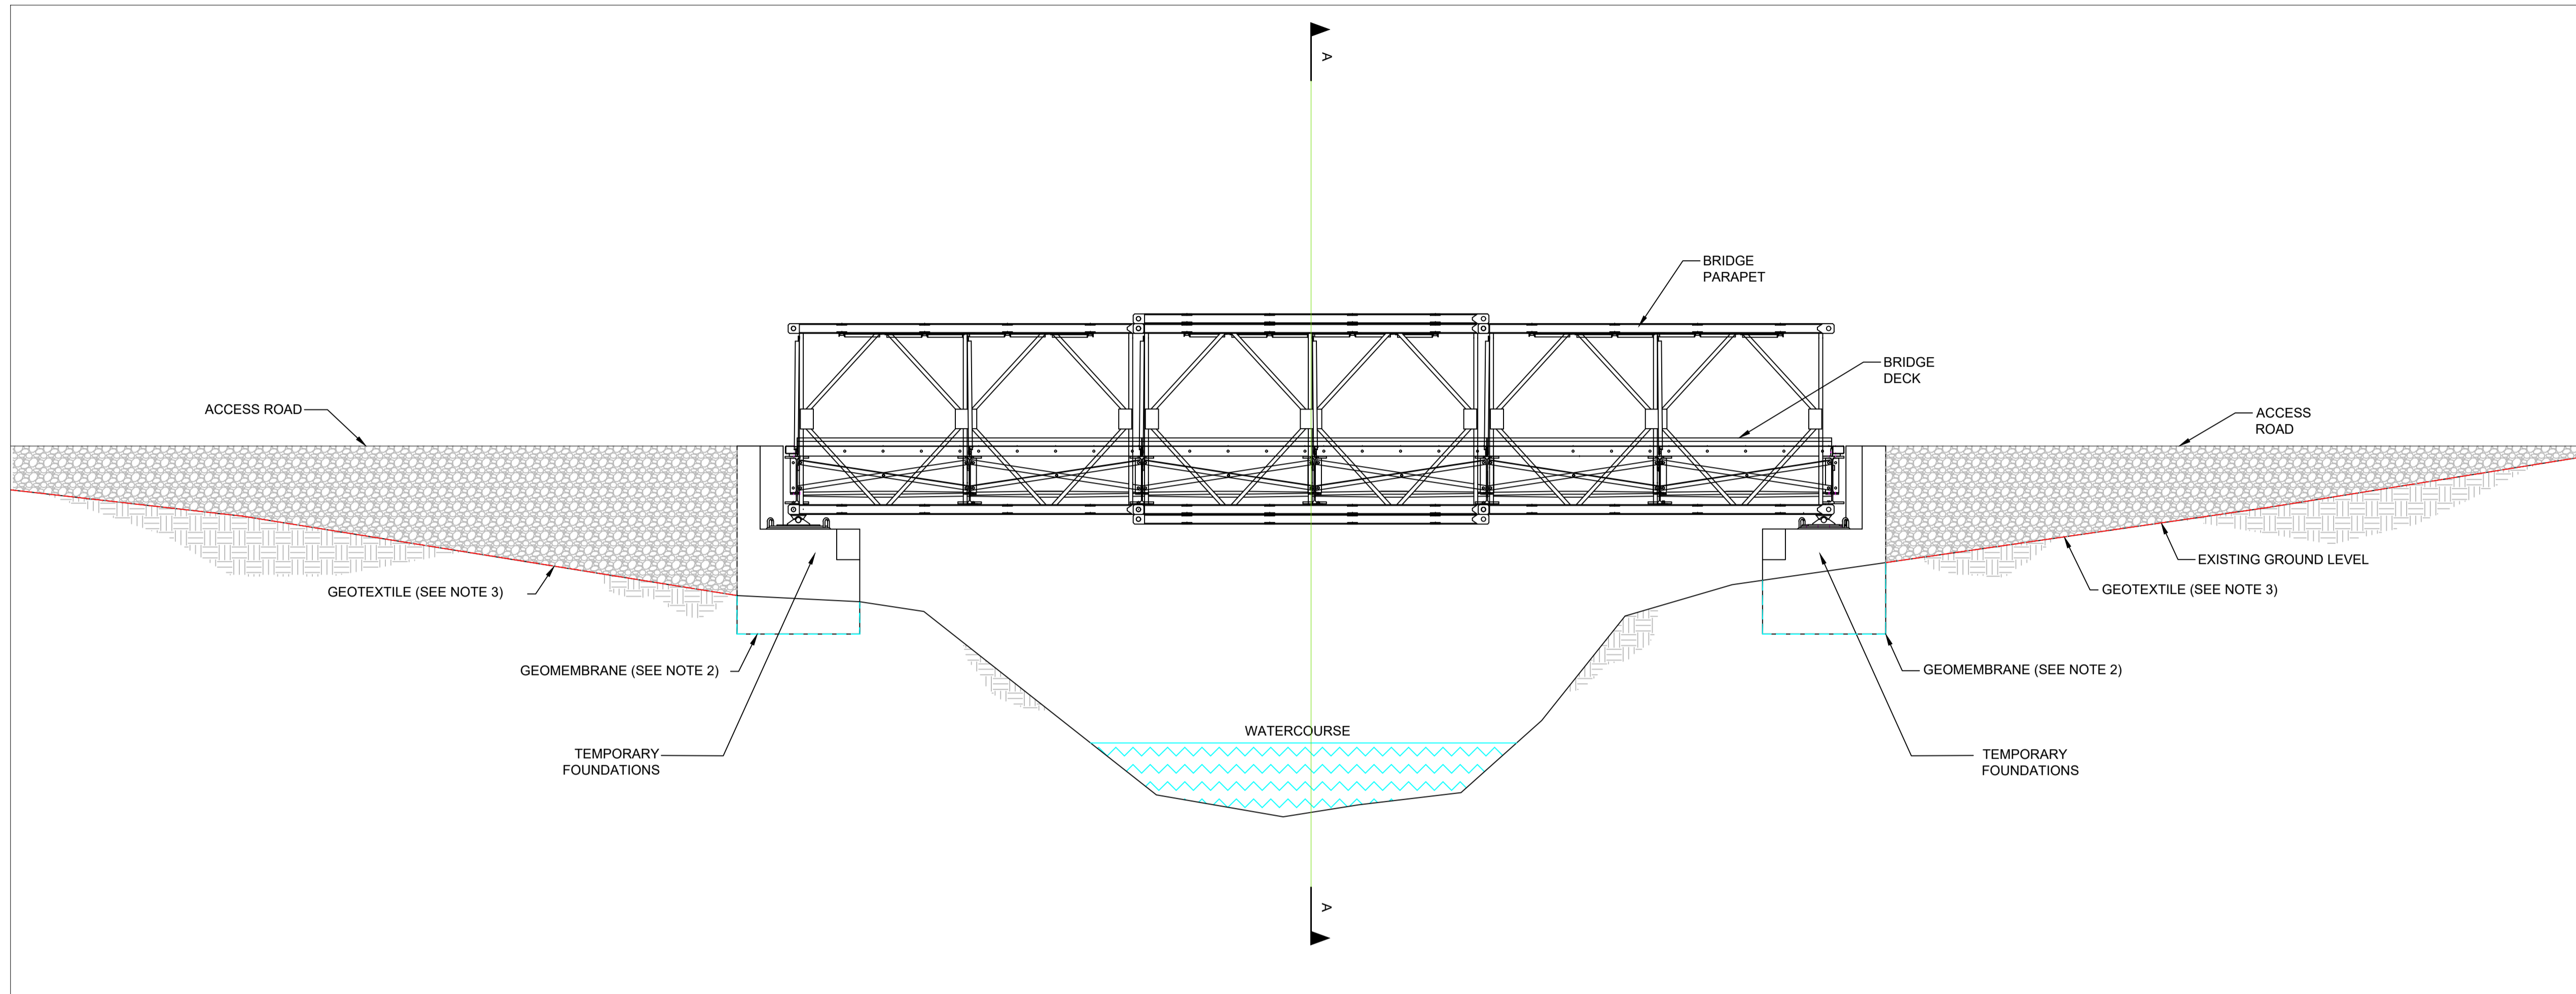 A
BRIDGE
PARAPET
BRIDGE
DECK
ACCESS ROAD
ACCESS
ROAD
EXISTING GROUND LEVEL
GEOTEXTILE (SEE NOTE 3)
GEOTEXTILE (SEE NOTE 3)
GEOMEMBRANE (SEE NOTE 2)
GEOMEMBRANE (SEE NOTE 2)
WATERCOURSE
TEMPORARY
FOUNDATIONS
TEMPORARY
FOUNDATIONS
A